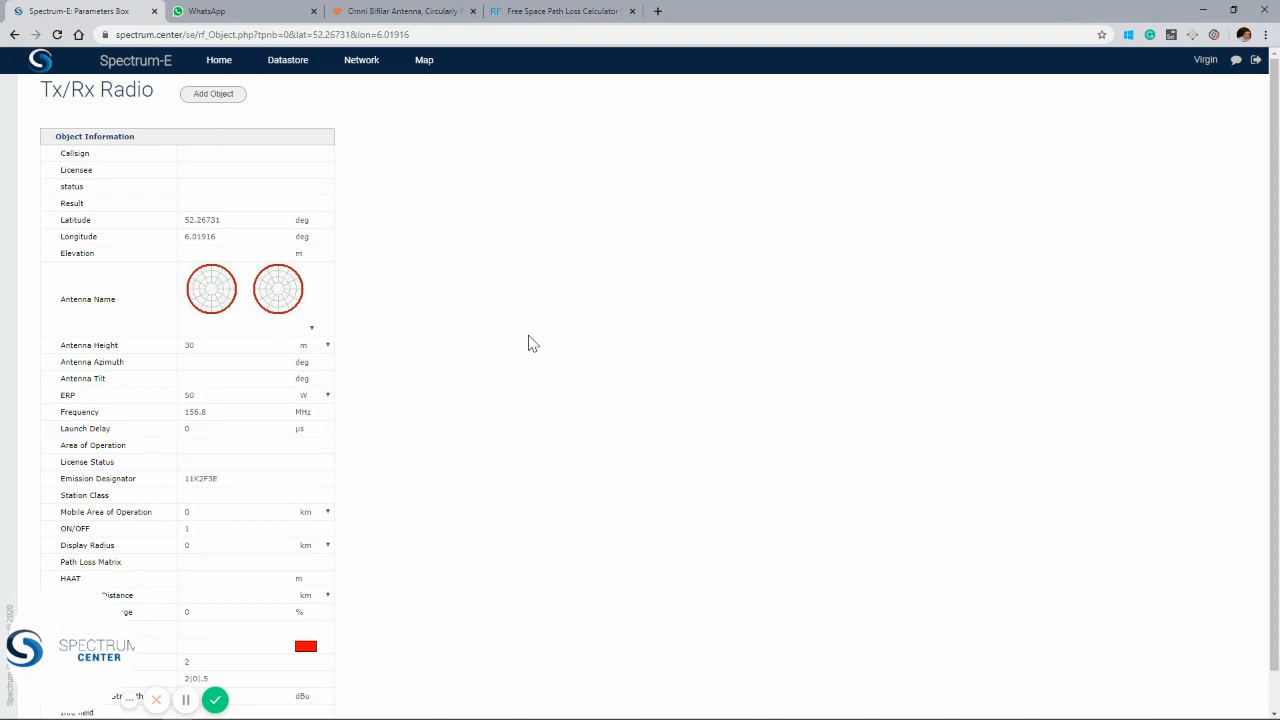 Spectrum-E: Parameters Box
WhatsApp
Omni Bifilar Antenna, Circularly P
Free Space Path Loss Calculator
spectrum.center/se/rf_Object.php?tpnb=0&lat=52.26731&lon=6.01916
Spectrum-E
Home
Datastore
Network
Map
Virgin
Tx/Rx Radio
Add Object
Object Information
Callsign
Licensee
status
Result
Latitude 52.26731 deg
Longitude 6.01916 deg
Elevation m
Antenna Name
Antenna Height 30 m
Antenna Azimuth deg
Antenna Tilt deg
ERP 50 W
Frequency 156.8 MHz
Launch Delay 0 µs
Area of Operation
License Status
Emission Designator 11K2F3E
Station Class
Mobile Area of Operation 0 km
ON/OFF 1
Display Radius 0 km
Path Loss Matrix
HAAT m
Distance km
0 %
2
2|0|.5
dBu
SPECTRUM
CENTER